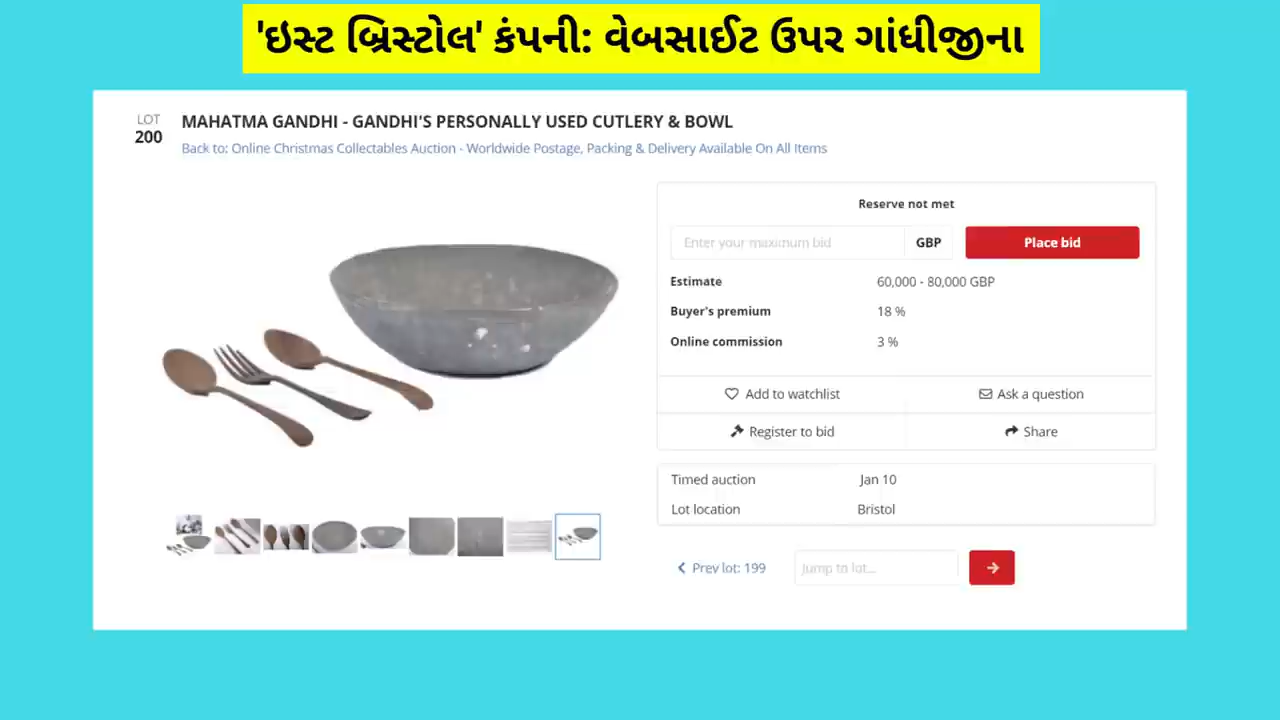 'ઇસ્ટ બ્રિસ્ટોલ' કંપની: વેબસાઈટ ઉપર ગાંધીજીના
LOT
200
MAHATMA GANDHI - GANDHI'S PERSONALLY USED CUTLERY & BOWL
Back to: Online Christmas Collectables Auction - Worldwide Postage, Packing & Delivery Available On All Items
Reserve not met
Enter your maximum bid GBP Place bid
Estimate 60,000 - 80,000 GBP
Buyer's premium 18 %
Online commission 3 %
Add to watchlist Ask a question
Register to bid Share
Timed auction Jan 10
Lot location Bristol
Prev lot: 199 Jump to lot...